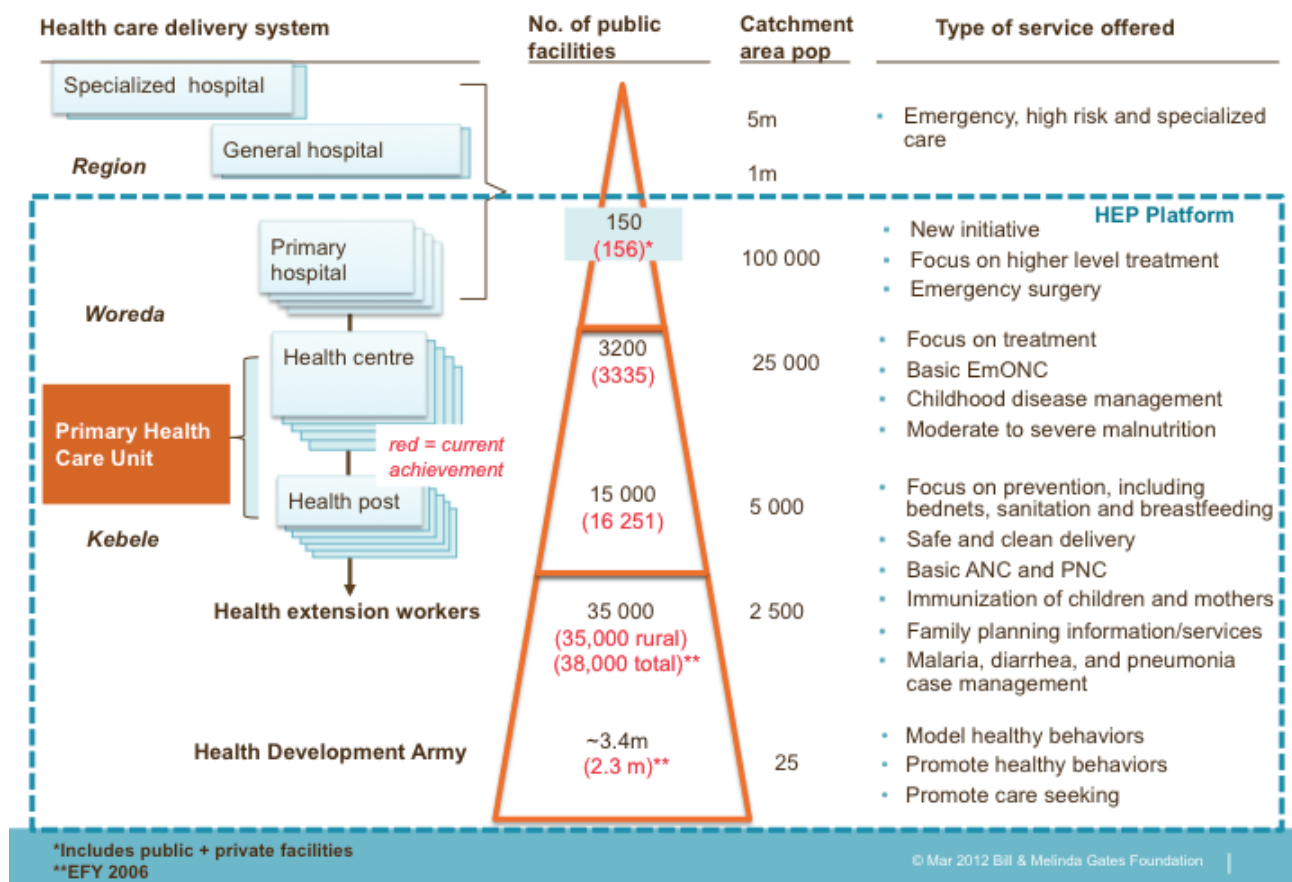 Health care delivery system
No. of public
facilities
Catchment
area pop
Type of service offered
Specialized hospital
General hospital
Region
5m
1m
Emergency, high risk and specialized
care
HEP Platform
Primary
hospital
Woreda
150
(156)*
100 000
New initiative
Focus on higher level treatment
Emergency surgery
Health centre
3200
(3335)
25 000
Focus on treatment
Basic EmONC
Childhood disease management
Moderate to severe malnutrition
Primary Health
Care Unit
red = current
achievement
Health post
Kebele
15 000
(16 251)
5 000
Focus on prevention, including
bednets, sanitation and breastfeeding
Safe and clean delivery
Basic ANC and PNC
Immunization of children and mothers
Family planning information/services
Malaria, diarrhea, and pneumonia
case management
Health extension workers
35 000
(35,000 rural)
(38,000 total)**
2 500
Health Development Army
~3.4m
(2.3 m)**
25
Model healthy behaviors
Promote healthy behaviors
Promote care seeking
*Includes public + private facilities
**EFY 2006
© Mar 2012 Bill & Melinda Gates Foundation |